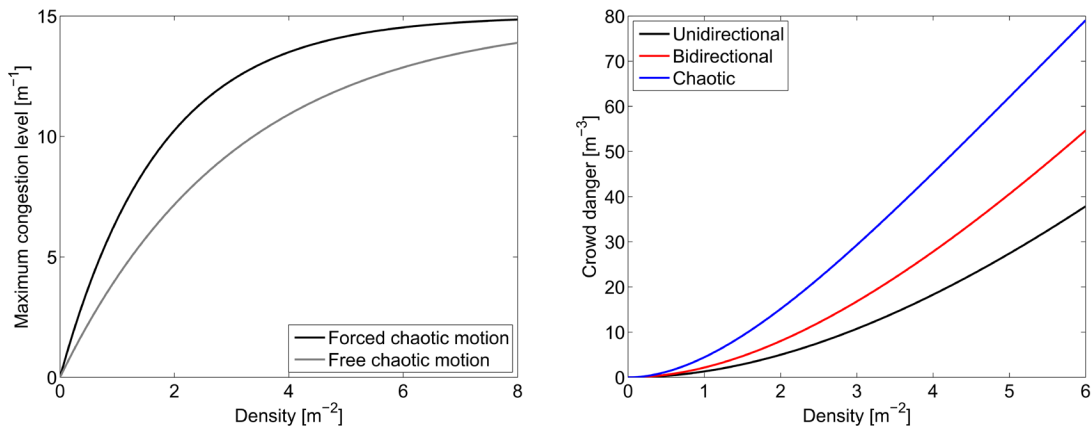 15
10
5
0
Maximum congestion level [m⁻¹]
0 2 4 6 8
Density [m⁻²]
Forced chaotic motion
Free chaotic motion
80
70
60
50
40
30
20
10
0
Crowd danger [m⁻³]
Unidirectional
Bidirectional
Chaotic
0 1 2 3 4 5 6
Density [m⁻²]